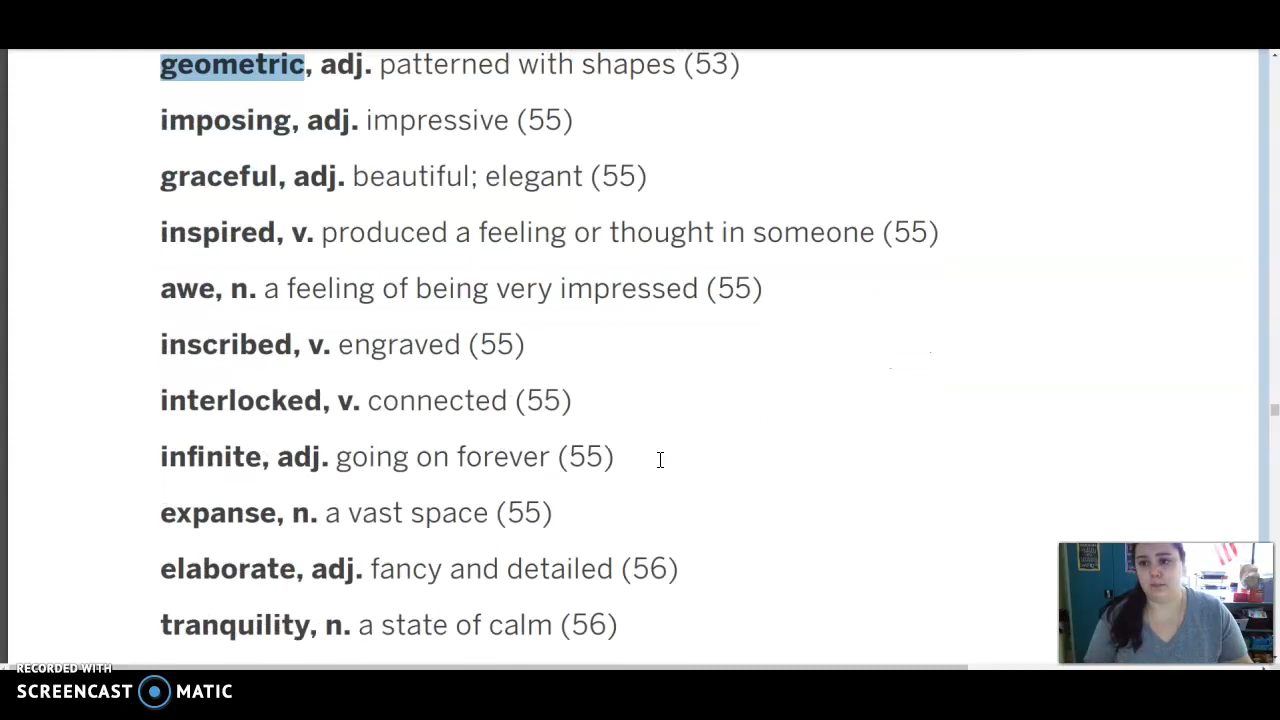 geometric, adj. patterned with shapes (53)
imposing, adj. impressive (55)
graceful, adj. beautiful; elegant (55)
inspired, v. produced a feeling or thought in someone (55)
awe, n. a feeling of being very impressed (55)
inscribed, v. engraved (55)
interlocked, v. connected (55)
infinite, adj. going on forever (55)
expanse, n. a vast space (55)
elaborate, adj. fancy and detailed (56)
tranquility, n. a state of calm (56)
RECORDED WITH
SCREENCAST MATIC